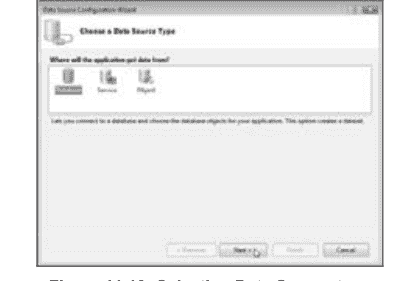 Data Source Configuration Wizard
Choose a Data Source Type
Where will the application get data from?
Database
Service
Object
Lets you connect to a database and choose the database objects for your application. This option creates a dataset.
< Previous
Next >
Finish
Cancel